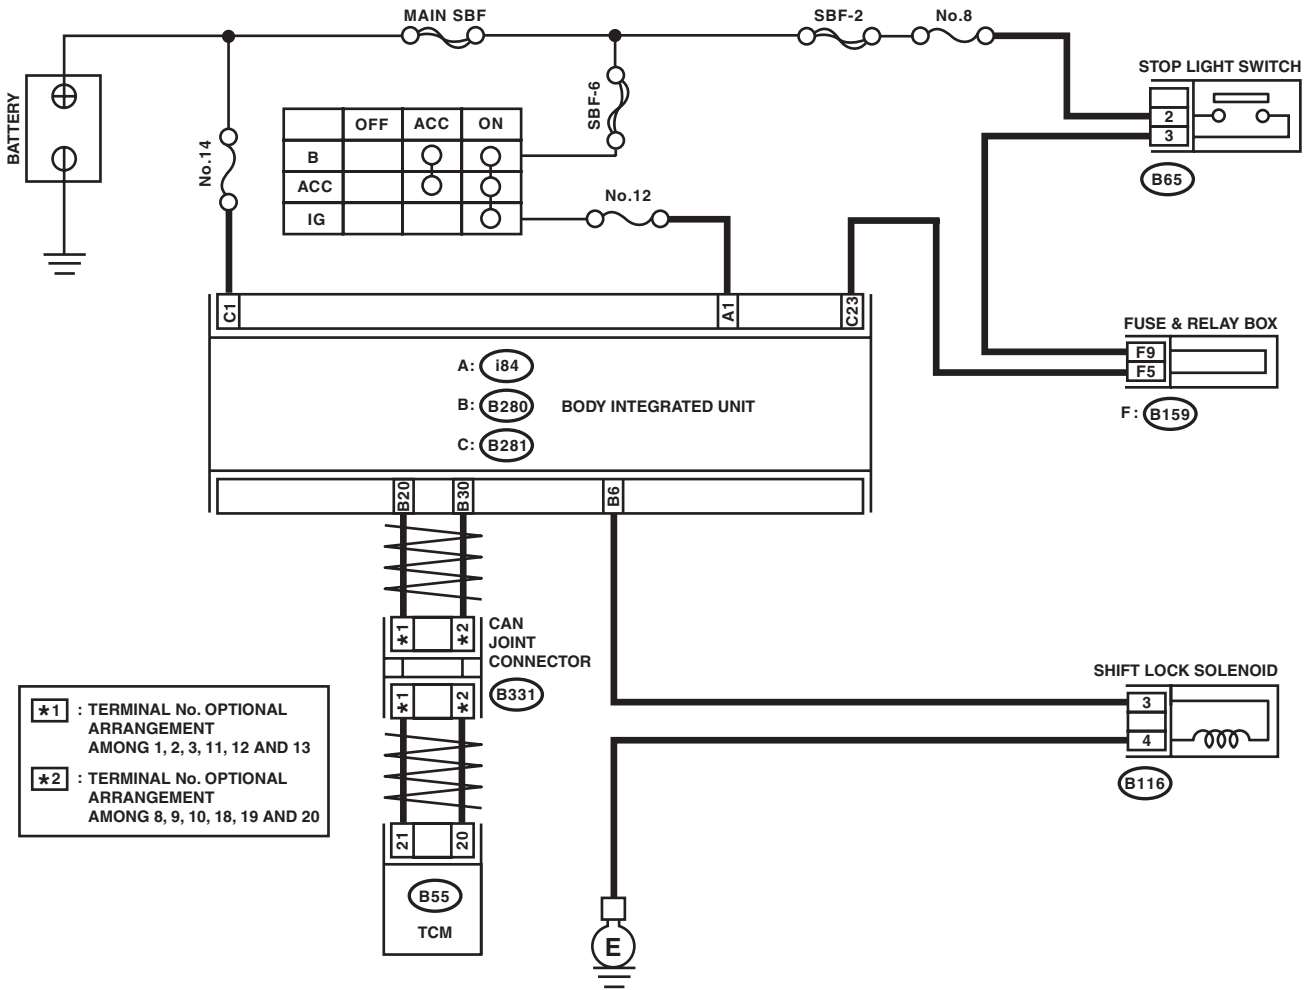 MAIN SBF
SBF-2
No.8
STOP LIGHT SWITCH
2
3
B65
BATTERY
No.14
SBF-6
OFF ACC ON
B
ACC
IG
No.12
C1
A1
C23
FUSE & RELAY BOX
F9
F5
F: B159
A: i84
B: B280
C: B281
BODY INTEGRATED UNIT
B20
B30
B6
*1
*2
CAN
JOINT
CONNECTOR
*1
*2
B331
SHIFT LOCK SOLENOID
3
4
B116
*1 : TERMINAL No. OPTIONAL
ARRANGEMENT
AMONG 1, 2, 3, 11, 12 AND 13
*2 : TERMINAL No. OPTIONAL
ARRANGEMENT
AMONG 8, 9, 10, 18, 19 AND 20
21
20
B55
TCM
E